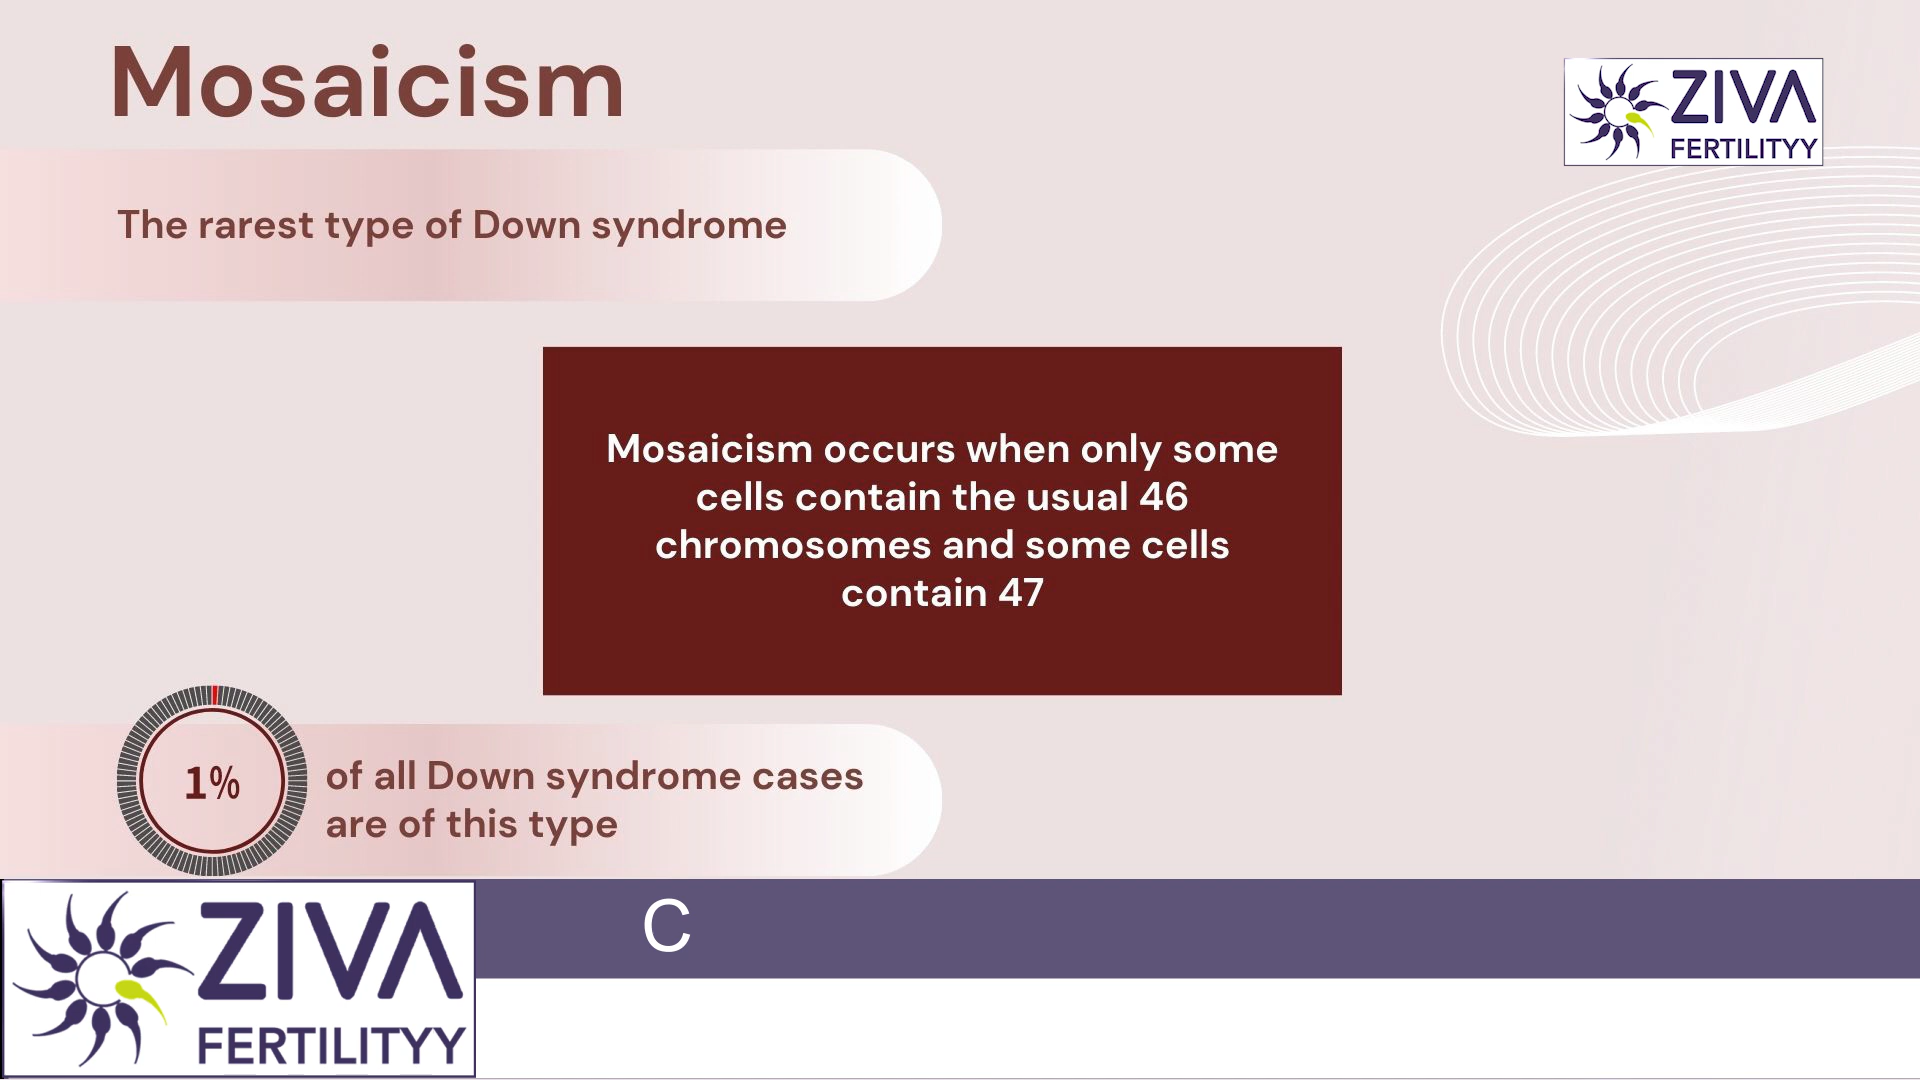 Mosaicism
ZIVA
FERTILITYY
The rarest type of Down syndrome
Mosaicism occurs when only some
cells contain the usual 46
chromosomes and some cells
contain 47
1%
of all Down syndrome cases
are of this type
C
ZIVA
FERTILITYY